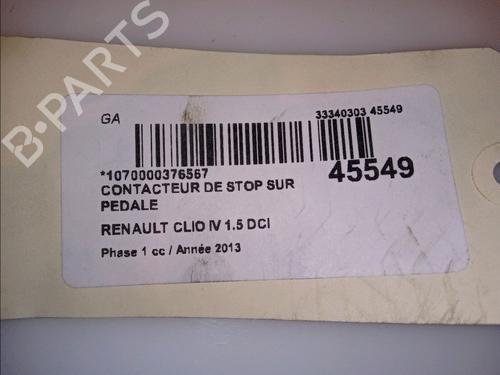 GA
33340303 45549
*1070000376567
45549
CONTACTEUR DE STOP SUR
PEDALE
RENAULT CLIO IV 1.5 DCI
Phase 1 cc / Année 2013
B-PARTS